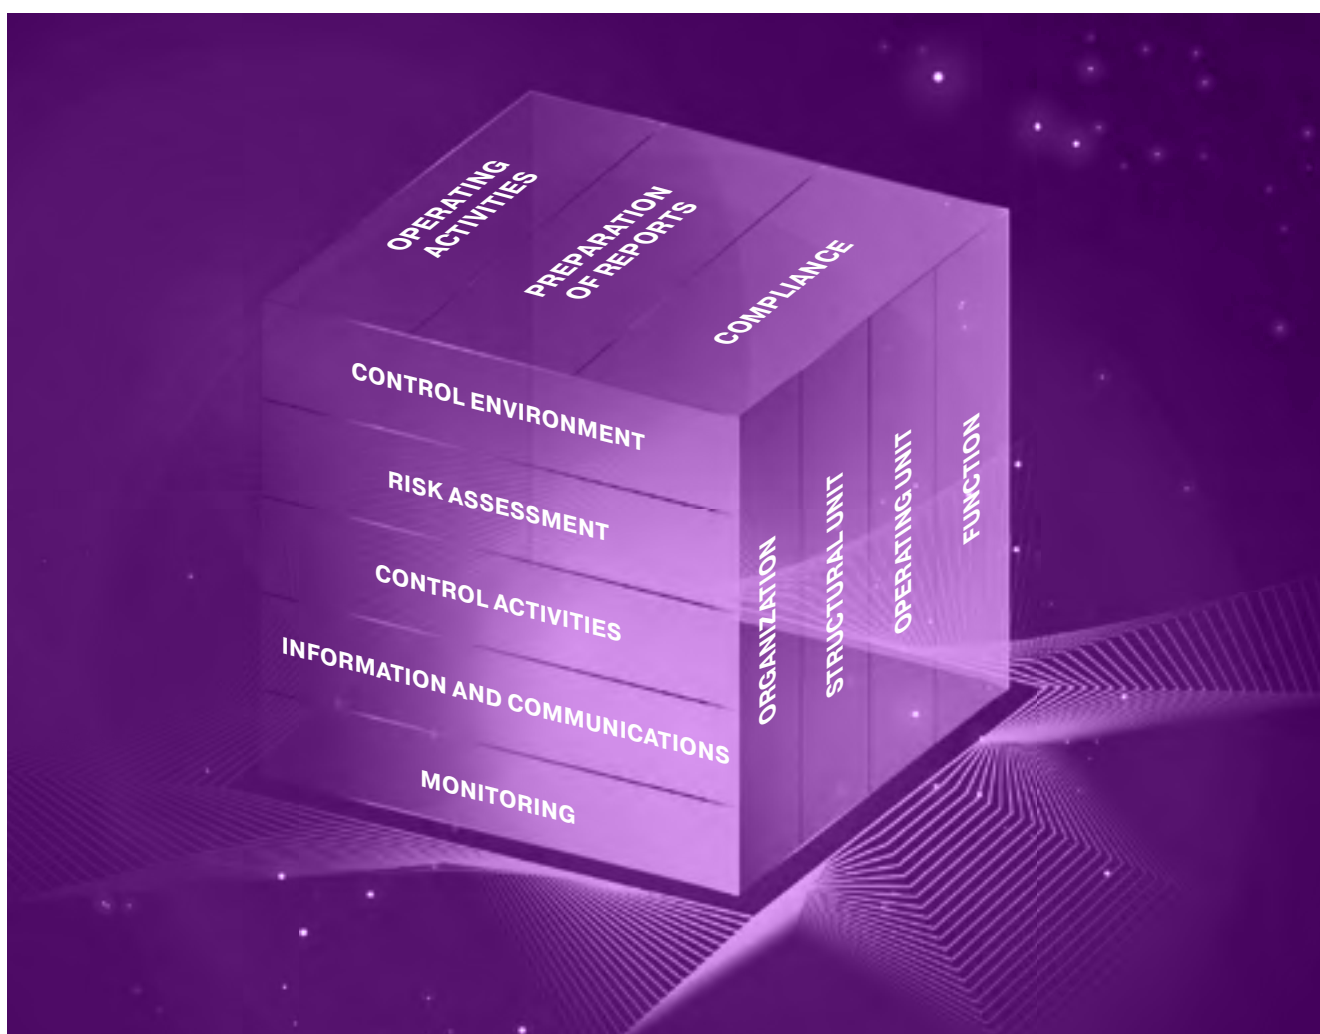 OPERATING
ACTIVITIES
PREPARATION
OF REPORTS
COMPLIANCE
CONTROL ENVIRONMENT
RISK ASSESSMENT
CONTROL ACTIVITIES
INFORMATION AND COMMUNICATIONS
MONITORING
ORGANIZATION
STRUCTURAL UNIT
OPERATING UNIT
FUNCTION